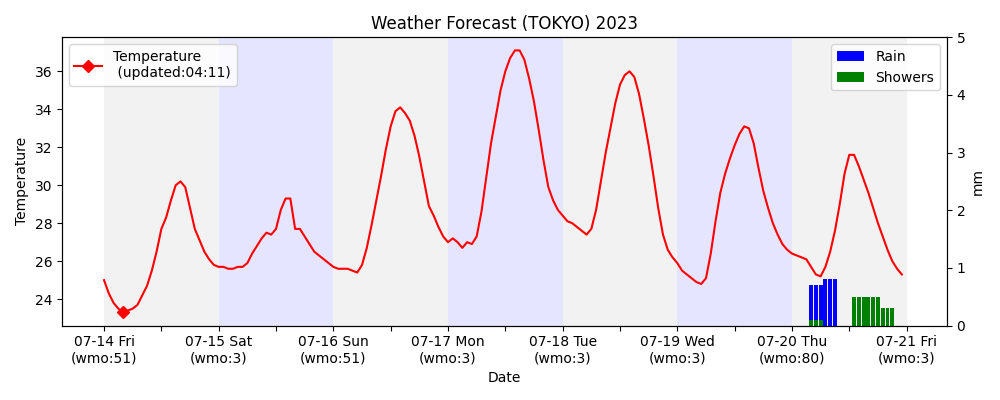 Weather Forecast (TOKYO) 2023
Temperature
(updated:04:11)
Rain
Showers
Temperature
36
34
32
30
28
26
24
5
4
3
2
1
0
mm
07-14 Fri 07-15 Sat 07-16 Sun 07-17 Mon 07-18 Tue 07-19 Wed 07-20 Thu 07-21 Fri
(wmo:51) (wmo:3) (wmo:51) (wmo:3) (wmo:3) (wmo:3) (wmo:80) (wmo:3)
Date